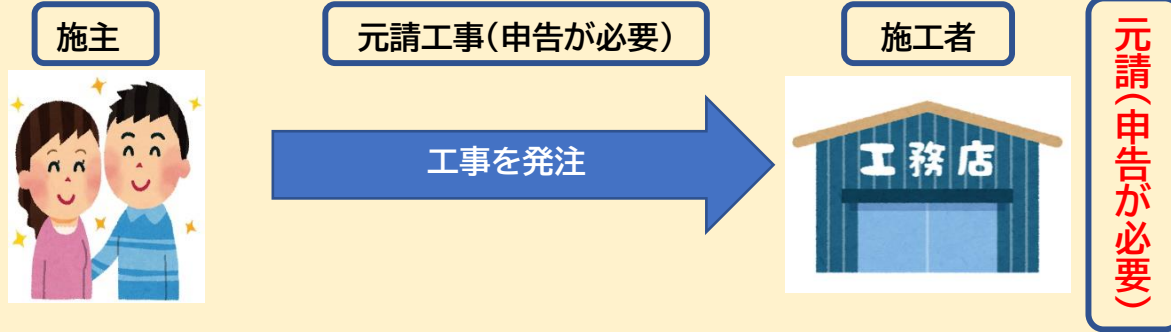 施主
元請工事(申告が必要)
施工者
工事を発注
工務店
元請(申告が必要)